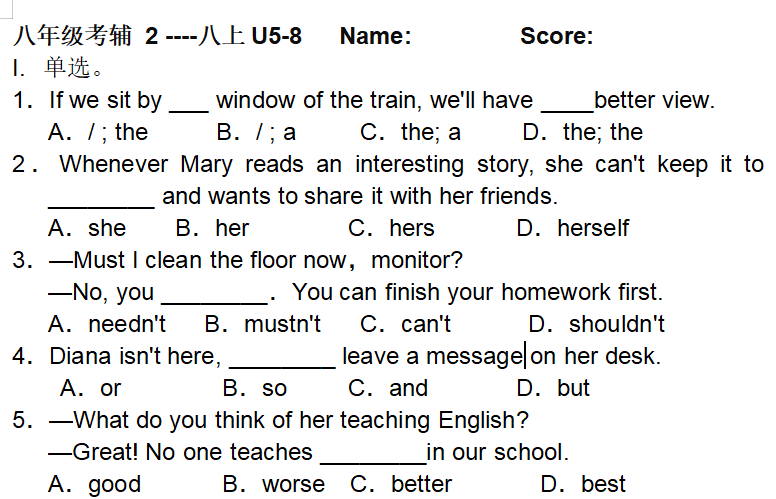 八年级考辅 2 ----八上 U5-8 Name: Score:
I. 单选。
1．If we sit by ___ window of the train, we'll have ____better view.
A．/ ; the B．/ ; a C．the; a D．the; the
2．Whenever Mary reads an interesting story, she can't keep it to
________ and wants to share it with her friends.
A．she B．her C．hers D．herself
3．—Must I clean the floor now，monitor?
—No, you ________．You can finish your homework first.
A．needn't B．mustn't C．can't D．shouldn't
4．Diana isn't here, ________ leave a message on her desk.
A．or B．so C．and D．but
5．—What do you think of her teaching English?
—Great! No one teaches ________in our school.
A．good B．worse C．better D．best